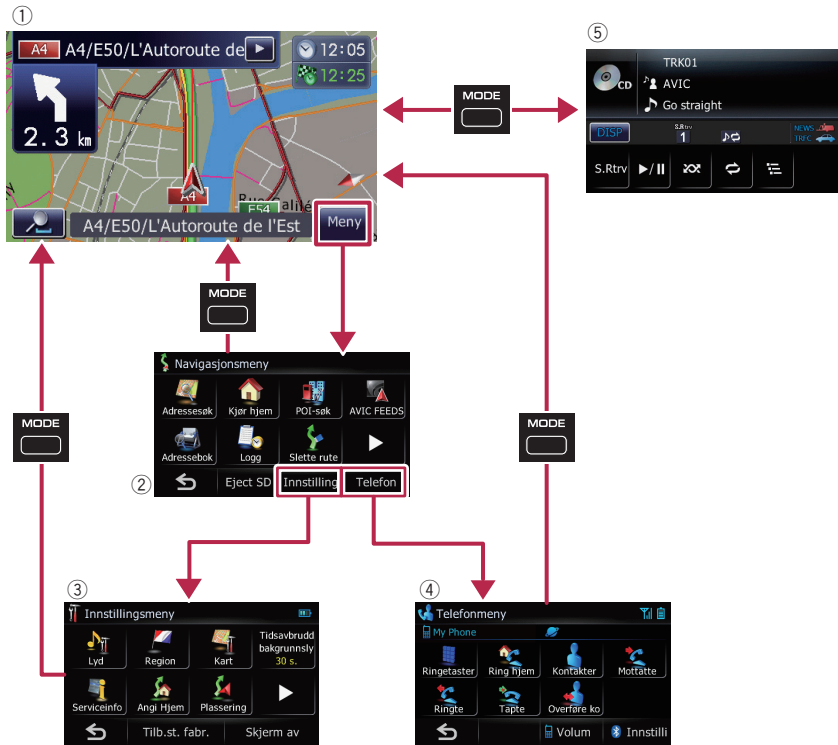 ①
A4 A4/E50/L'Autoroute de
12:05
12:25
2.3 km
A4
E54
A4/E50/L'Autoroute de l'Est
Meny
MODE
⑤
CD
TRK01
AVIC
Go straight
DISP
S.Rtrv
1
NEWS
TRFC
S.Rtrv
MODE
MODE
MODE
②
Navigasjonsmeny
Adressesøk Kjør hjem POI-søk AVIC FEEDS
Adressebok Logg Slette rute
Eject SD Innstilling Telefon
③
Innstillingsmeny
Lyd Region Kart
Tidsavbrudd
bakgrunnsly
30 s.
Serviceinfo Angi Hjem Plassering
Tilb.st. fabr. Skjerm av
④
Telefonmeny
My Phone
Ringetaster Ring hjem Kontakter Mottatte
Ringte Tapte Overføre ko
Volum Innstilli